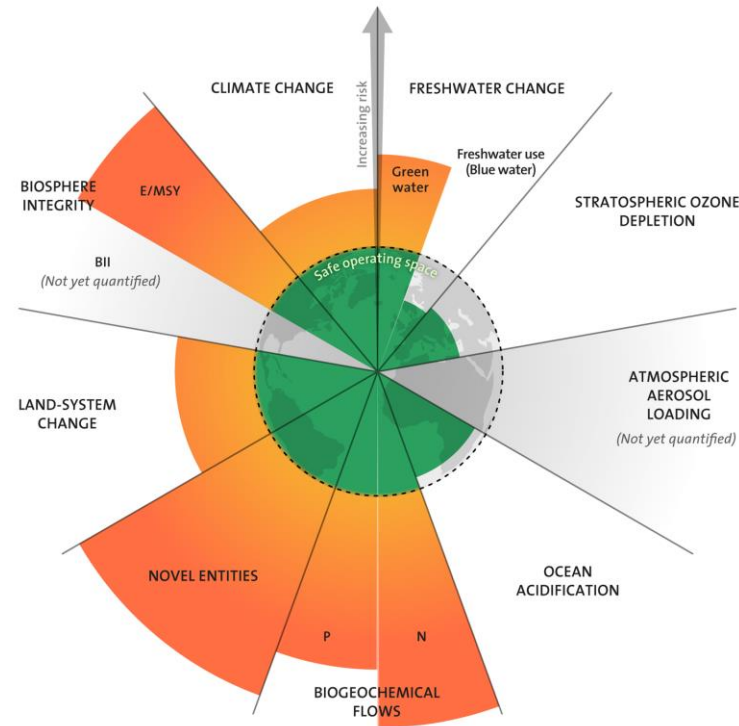 CLIMATE CHANGE
FRESHWATER CHANGE
Increasing risk
Freshwater use
(Blue water)
Green
water
BIOSPHERE
INTEGRITY
E/MSY
STRATOSPHERIC OZONE
DEPLETION
BII
(Not yet quantified)
Safe operating space
LAND-SYSTEM
CHANGE
ATMOSPHERIC
AEROSOL
LOADING
(Not yet quantified)
NOVEL ENTITIES
OCEAN
ACIDIFICATION
P
N
BIOGEOCHEMICAL
FLOWS